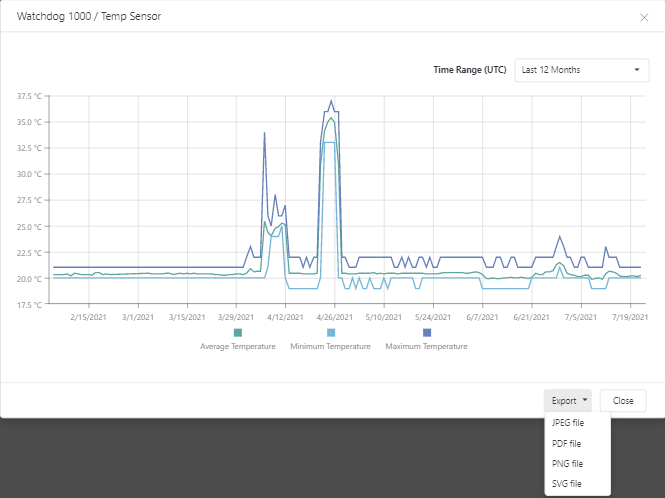 Watchdog 1000 / Temp Sensor
Time Range (UTC) Last 12 Months
37.5 °C
35.0 °C
32.5 °C
30.0 °C
27.5 °C
25.0 °C
22.5 °C
20.0 °C
17.5 °C
2/15/2021 3/1/2021 3/15/2021 3/29/2021 4/12/2021 4/26/2021 5/10/2021 5/24/2021 6/7/2021 6/21/2021 7/5/2021 7/19/2021
Average Temperature Minimum Temperature Maximum Temperature
Export Close
JPEG file
PDF file
PNG file
SVG file